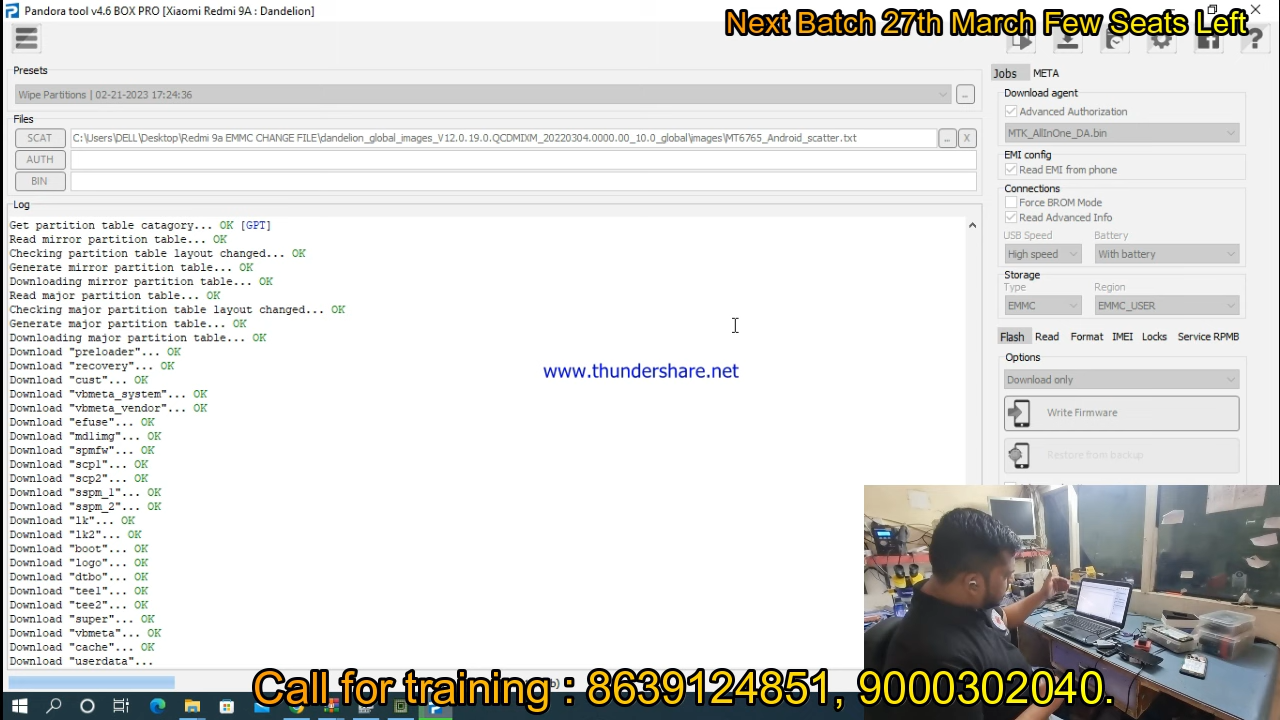 Pandora tool v4.6 BOX PRO [Xiaomi Redmi 9A : Dandelion]
Next Batch 27th March Few Seats Left
Presets
Wipe Partitions | 02-21-2023 17:24:36
...
Files
SCAT
C:\Users\DELL\Desktop\Redmi 9a EMMC CHANGE FILE\dandelion_global_images_V12.0.19.0.QCDMIXM_20220304.0000.00_10.0_global\images\MT6765_Android_scatter.txt
...
X
AUTH
BIN
Log
Get partition table catagory... OK [GPT]
Read mirror partition table... OK
Checking partition table layout changed... OK
Generate mirror partition table... OK
Downloading mirror partition table... OK
Read major partition table... OK
Checking major partition table layout changed... OK
Generate major partition table... OK
Downloading major partition table... OK
Download "preloader"... OK
Download "recovery"... OK
Download "cust"... OK
Download "vbmeta_system"... OK
Download "vbmeta_vendor"... OK
Download "efuse"... OK
Download "mdlimg"... OK
Download "spmfw"... OK
Download "scp1"... OK
Download "scp2"... OK
Download "sspm_1"... OK
Download "sspm_2"... OK
Download "lk"... OK
Download "lk2"... OK
Download "boot"... OK
Download "logo"... OK
Download "dtbo"... OK
Download "tee1"... OK
Download "tee2"... OK
Download "super"... OK
Download "vbmeta"... OK
Download "cache"... OK
Download "userdata"...
www.thundershare.net
Jobs META
Download agent
Advanced Authorization
MTK_AllInOne_DA.bin
EMI config
Read EMI from phone
Connections
Force BROM Mode
Read Advanced Info
USB Speed Battery
High speed With battery
Storage
Type Region
EMMC EMMC_USER
Flash Read Format IMEI Locks Service RPMB
Options
Download only
Write Firmware
Restore from backup
Call for training : 8639124851, 9000302040.